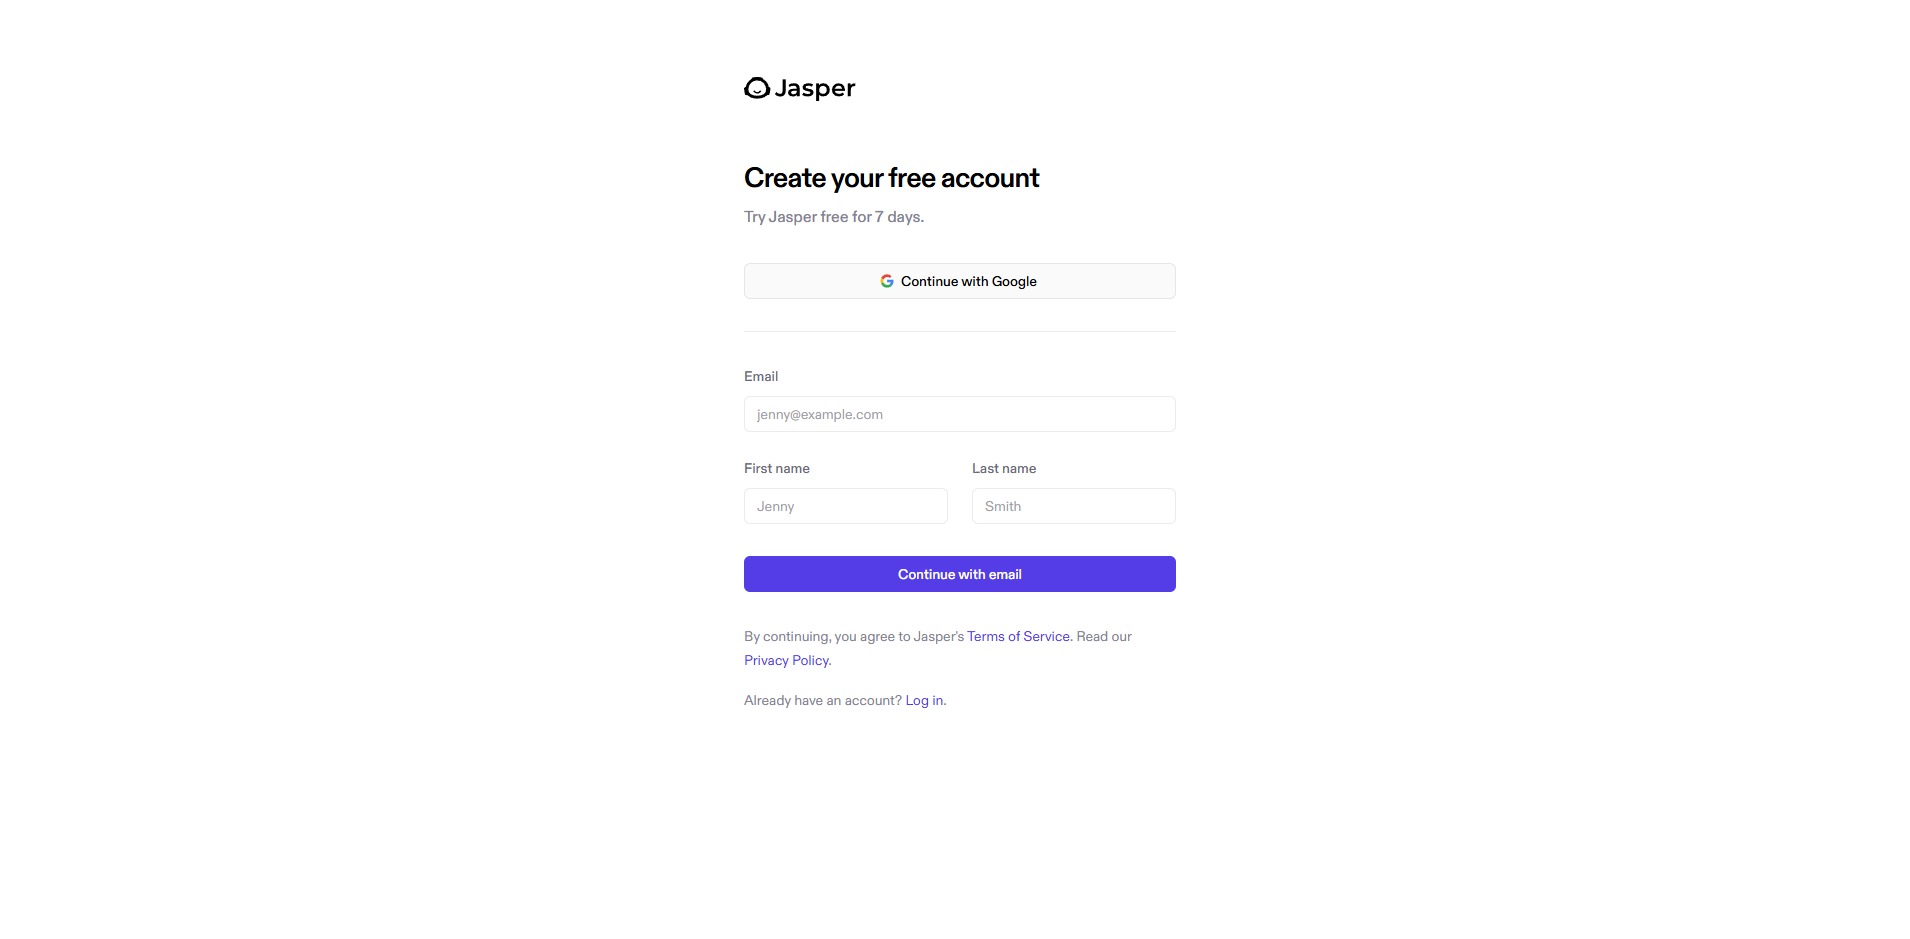 Jasper
Create your free account
Try Jasper free for 7 days.
Continue with Google
Email
jenny@example.com
First name
Last name
Jenny
Smith
Continue with email
By continuing, you agree to Jasper's Terms of Service. Read our
Privacy Policy.
Already have an account? Log in.